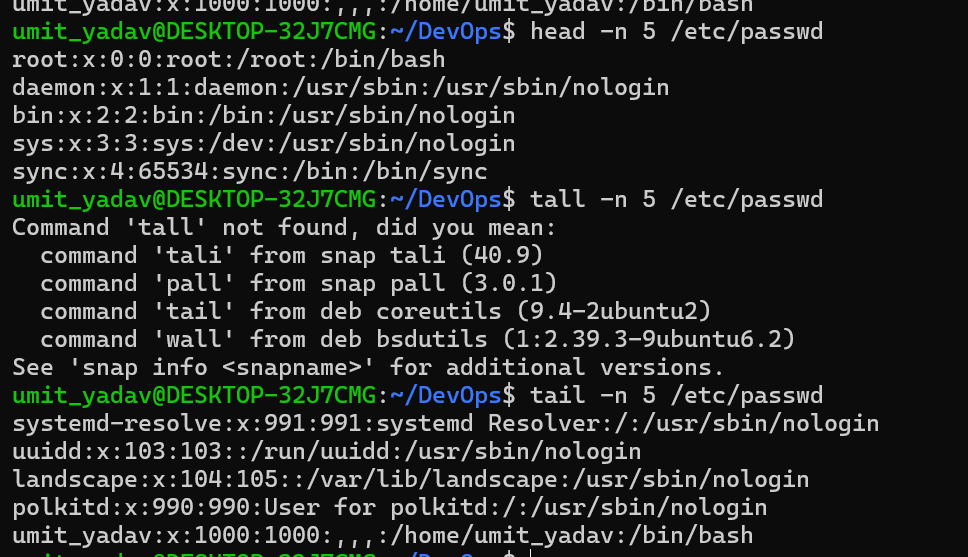 umit_yadav:x:1000:1000:,,,:/home/umit_yadav:/bin/bash
umit_yadav@DESKTOP-32J7CMG:~/DevOps$ head -n 5 /etc/passwd
root:x:0:0:root:/root:/bin/bash
daemon:x:1:1:daemon:/usr/sbin:/usr/sbin/nologin
bin:x:2:2:bin:/bin:/usr/sbin/nologin
sys:x:3:3:sys:/dev:/usr/sbin/nologin
sync:x:4:65534:sync:/bin:/bin/sync
umit_yadav@DESKTOP-32J7CMG:~/DevOps$ tall -n 5 /etc/passwd
Command 'tall' not found, did you mean:
  command 'tali' from snap tali (40.9)
  command 'pall' from snap pall (3.0.1)
  command 'tail' from deb coreutils (9.4-2ubuntu2)
  command 'wall' from deb bsdutils (1:2.39.3-9ubuntu6.2)
See 'snap info <snapname>' for additional versions.
umit_yadav@DESKTOP-32J7CMG:~/DevOps$ tail -n 5 /etc/passwd
systemd-resolve:x:991:991:systemd Resolver:/:/usr/sbin/nologin
uuidd:x:103:103::/run/uuidd:/usr/sbin/nologin
landscape:x:104:105::/var/lib/landscape:/usr/sbin/nologin
polkitd:x:990:990:User for polkitd:/:/usr/sbin/nologin
umit_yadav:x:1000:1000:,,,:/home/umit_yadav:/bin/bash
umit_yadav@DESKTOP-32J7CMG:~/DevOps$